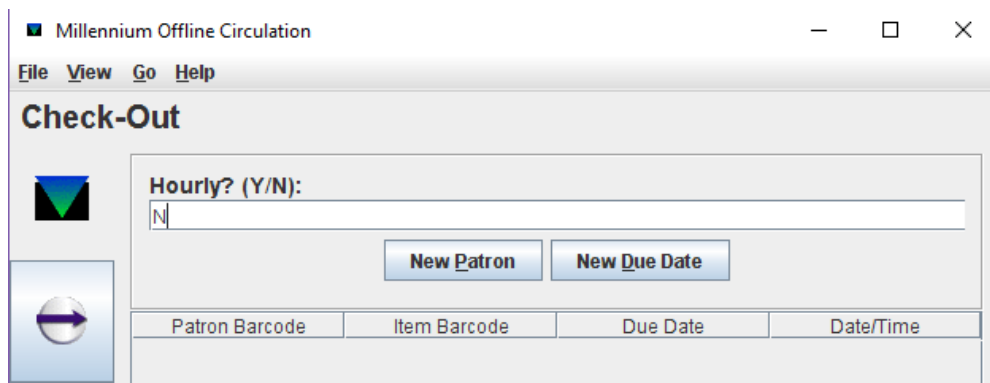 Millennium Offline Circulation
File View Go Help
Check-Out
Hourly? (Y/N):
N
New Patron New Due Date
Patron Barcode Item Barcode Due Date Date/Time